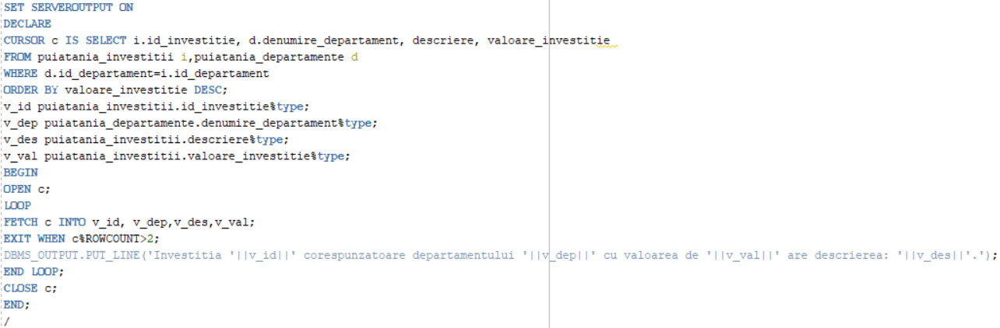 SET SERVEROUTPUT ON
DECLARE
CURSOR c IS SELECT i.id_investitie, d.denumire_departament, descriere, valoare_investitie
FROM puiatania_investitii i,puiatania_departamente d
WHERE d.id_departament=i.id_departament
ORDER BY valoare_investitie DESC;
v_id puiatania_investitii.id_investitie%type;
v_dep puiatania_departamente.denumire_departament%type;
v_des puiatania_investitii.descriere%type;
v_val puiatania_investitii.valoare_investitie%type;
BEGIN
OPEN c;
LOOP
FETCH c INTO v_id, v_dep,v_des,v_val;
EXIT WHEN c%ROWCOUNT>2;
DBMS_OUTPUT.PUT_LINE('Investitia '||v_id||' corespunzatoare departamentului '||v_dep||' cu valoarea de '||v_val||' are descrierea: '||v_des||'.');
END LOOP;
CLOSE c;
END;
/